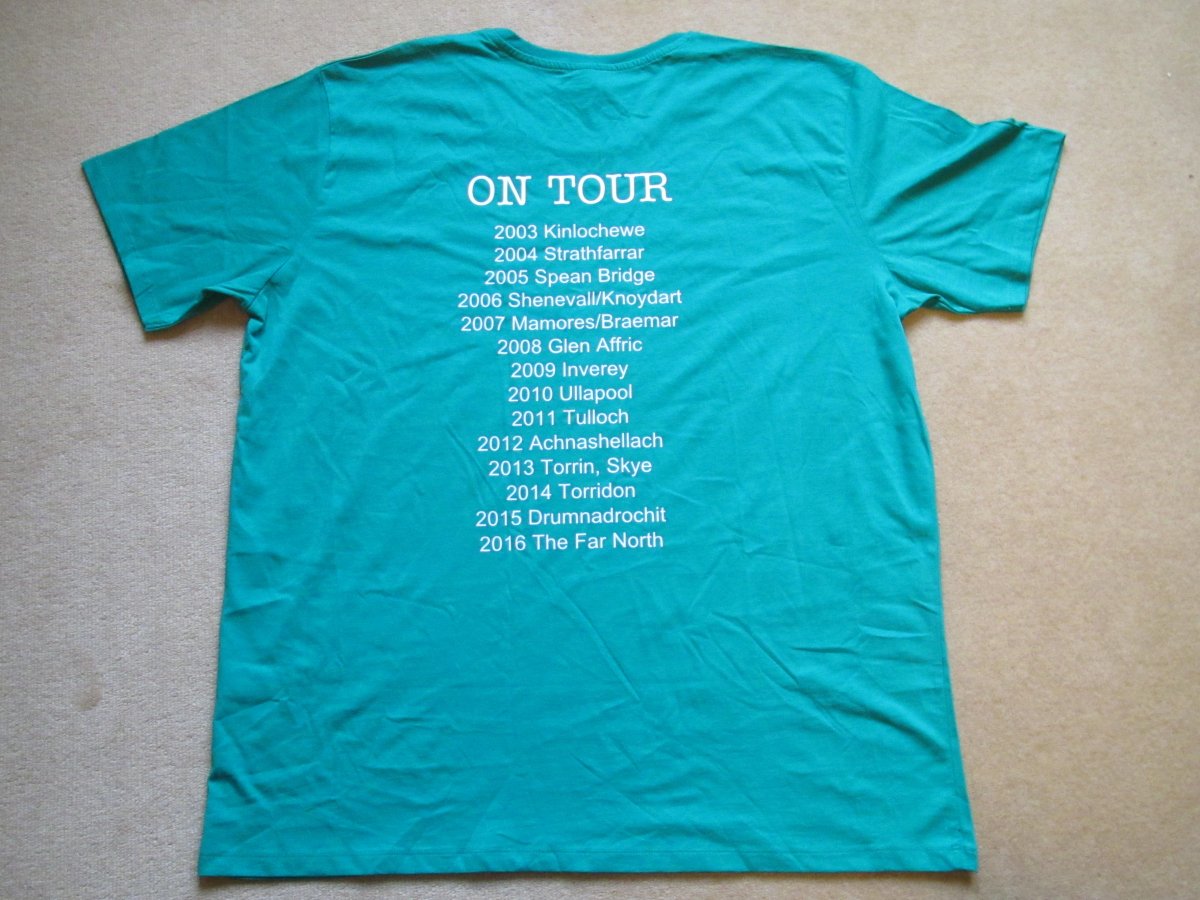 ON TOUR
2003 Kinlochewe
2004 Strathfarrar
2005 Spean Bridge
2006 Shenevall/Knoydart
2007 Mamores/Braemar
2008 Glen Affric
2009 Inverey
2010 Ullapool
2011 Tulloch
2012 Achnashellach
2013 Torrin, Skye
2014 Torridon
2015 Drumnadrochit
2016 The Far North